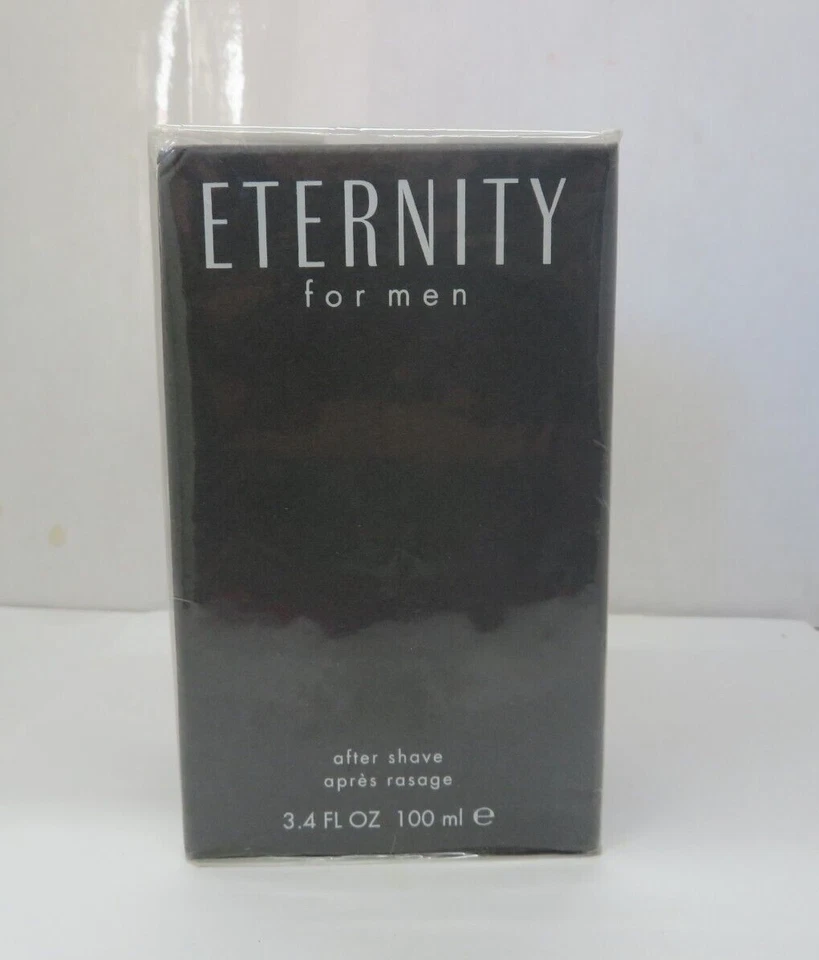 ETERNITY
for men
after shave
après rasage
3.4 FL OZ 100 ml ℮